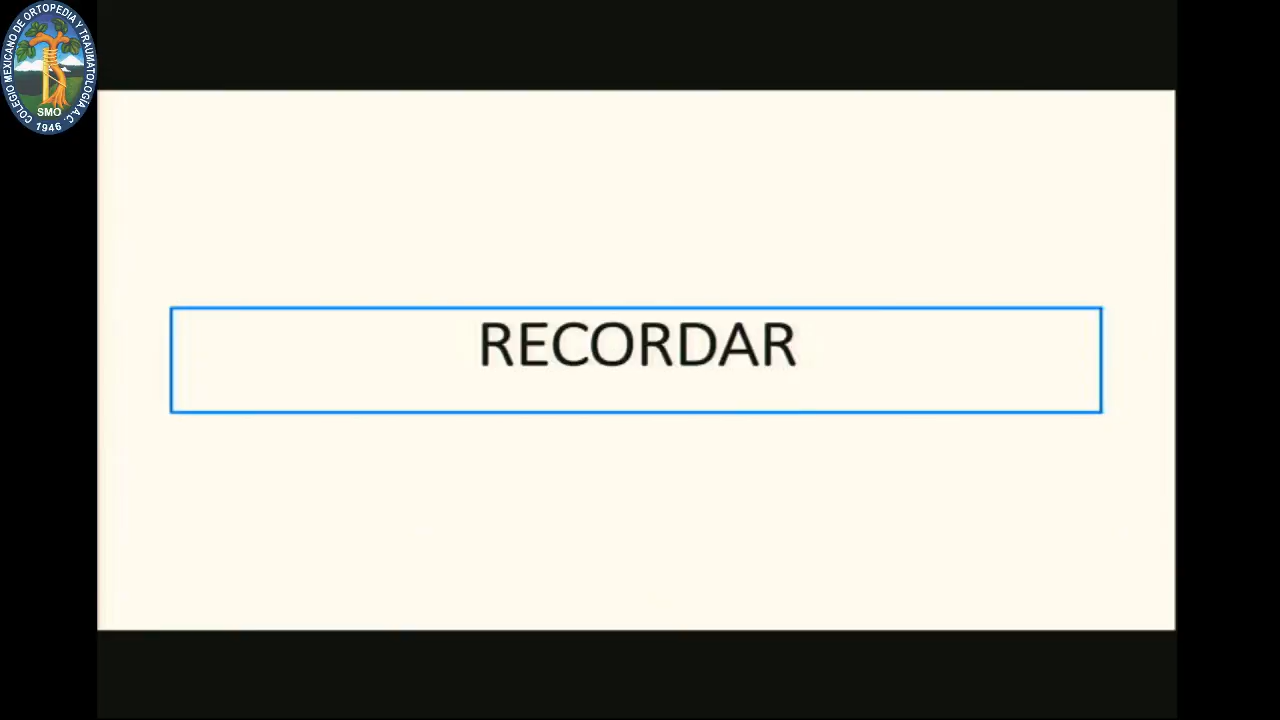 COLEGIO MEXICANO DE ORTOPEDIA Y TRAUMATOLOGIA A.C.
SMO
1946
RECORDAR